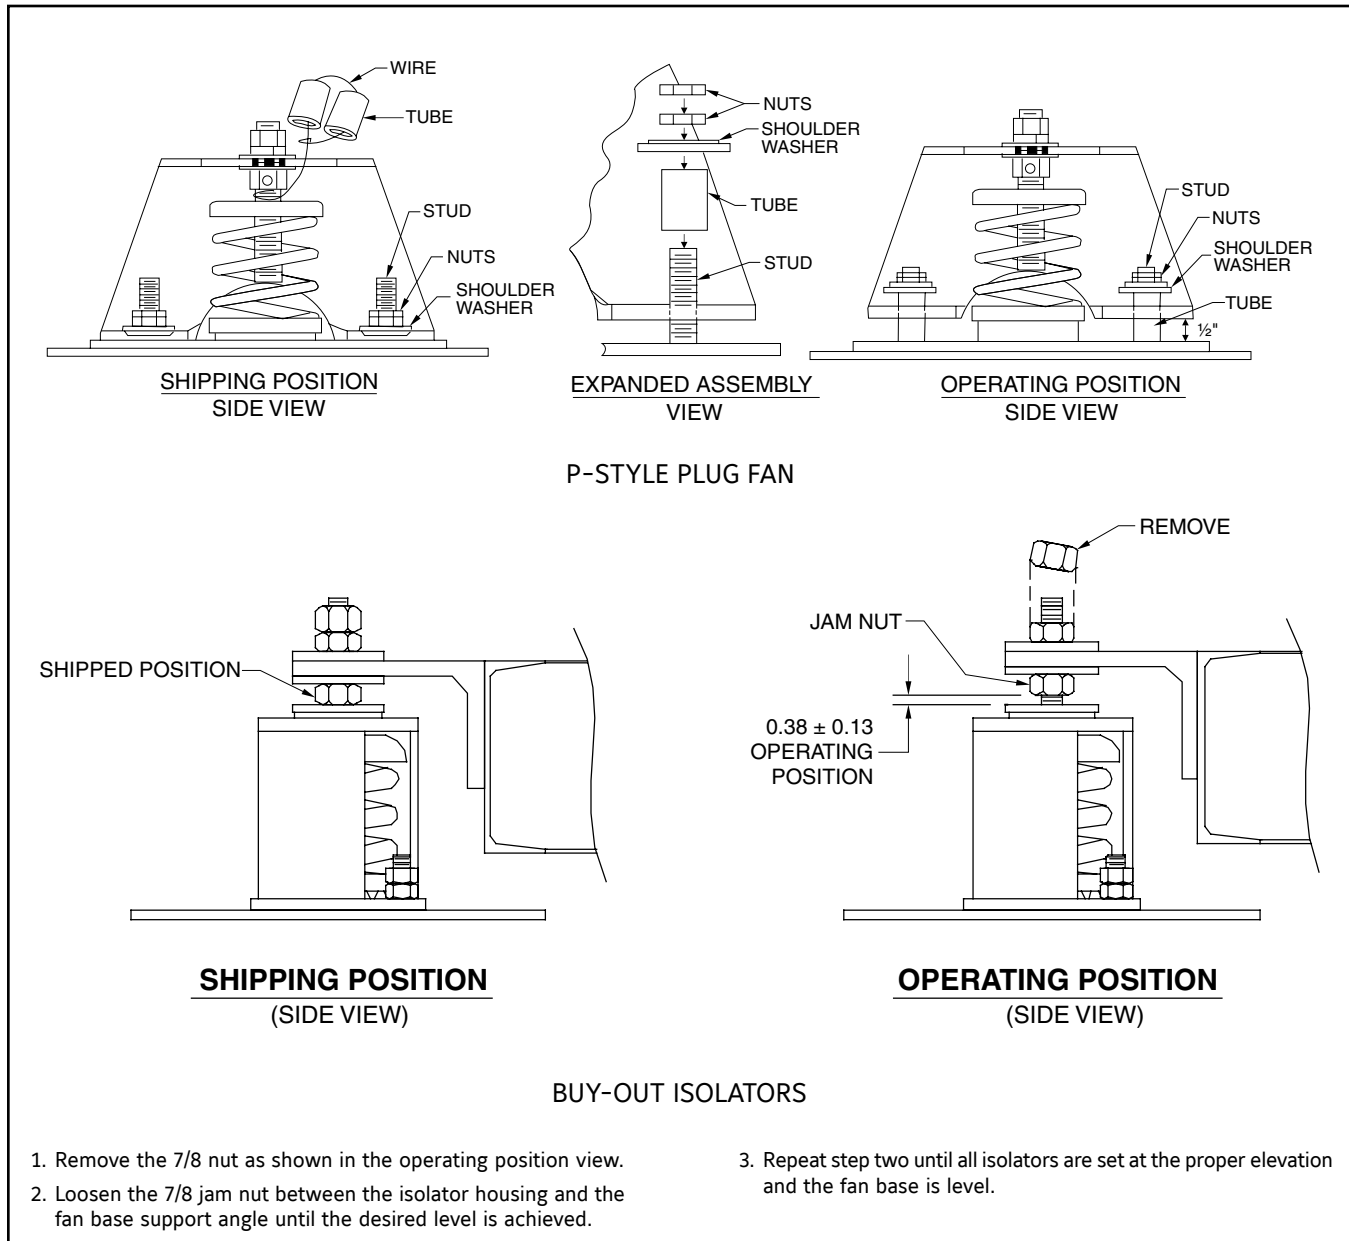 WIRE
TUBE
STUD
NUTS
SHOULDER
WASHER
SHIPPING POSITION
SIDE VIEW
NUTS
SHOULDER
WASHER
TUBE
STUD
EXPANDED ASSEMBLY
VIEW
STUD
NUTS
SHOULDER
WASHER
TUBE
½"
OPERATING POSITION
SIDE VIEW
P-STYLE PLUG FAN
SHIPPED POSITION
SHIPPING POSITION
(SIDE VIEW)
REMOVE
JAM NUT
0.38 ± 0.13
OPERATING
POSITION
OPERATING POSITION
(SIDE VIEW)
BUY-OUT ISOLATORS
1. Remove the 7/8 nut as shown in the operating position view.
2. Loosen the 7/8 jam nut between the isolator housing and the
fan base support angle until the desired level is achieved.
3. Repeat step two until all isolators are set at the proper elevation
and the fan base is level.